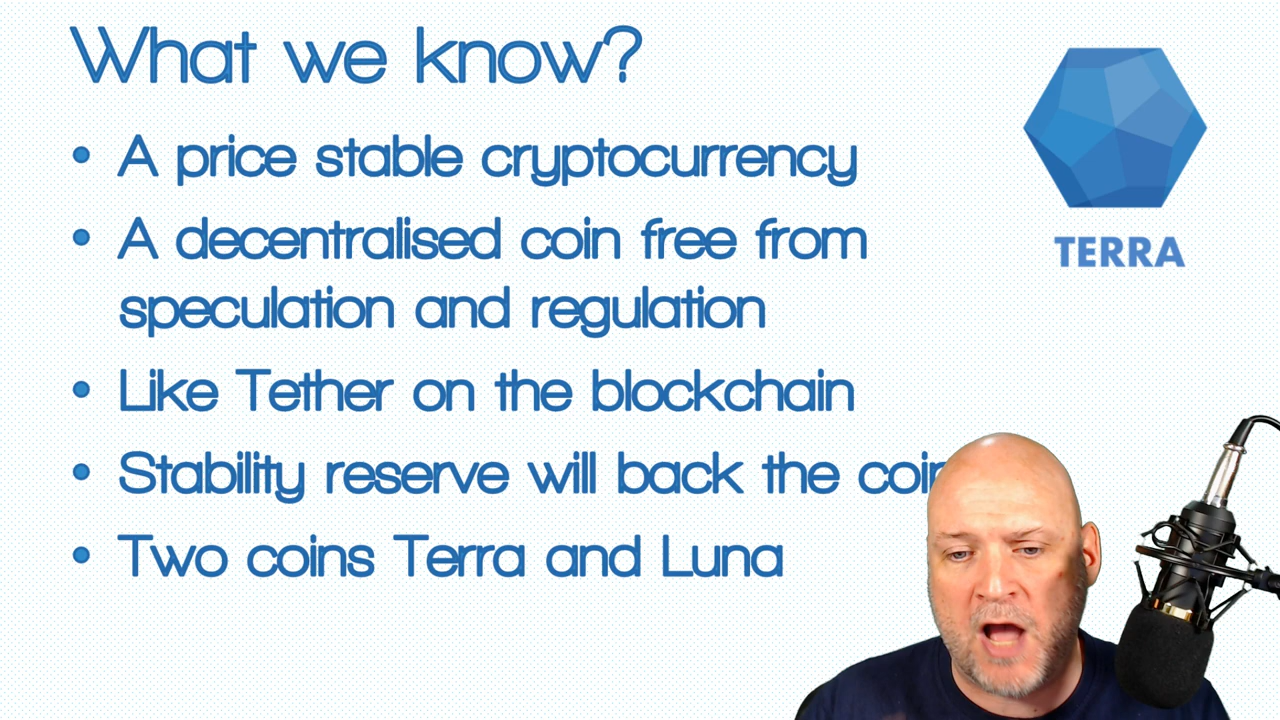 What we know?
• A price stable cryptocurrency
• A decentralised coin free from
speculation and regulation
• Like Tether on the blockchain
• Stability reserve will back the coin
• Two coins Terra and Luna
TERRA